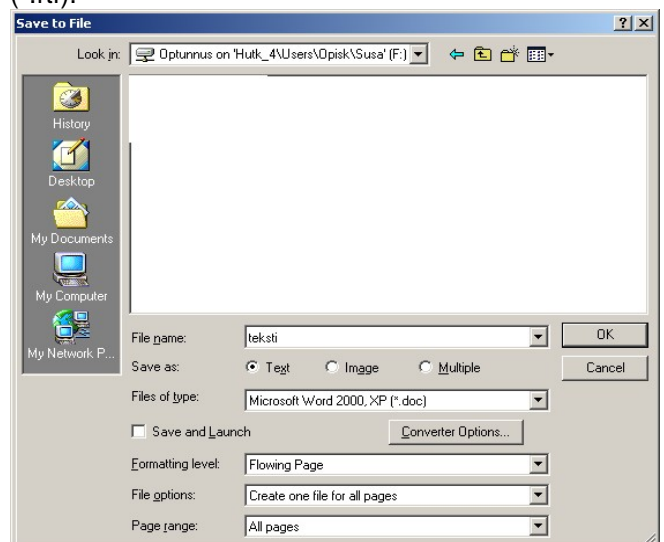 Save to File
Look in: Optunnus on 'Hutk_4\Users\Opisk\Susa' (F:)
History
Desktop
My Documents
My Computer
My Network P...
File name: teksti OK
Save as: Text Image Multiple Cancel
Files of type: Microsoft Word 2000, XP (*.doc)
Save and Launch Converter Options...
Formatting level: Flowing Page
File options: Create one file for all pages
Page range: All pages